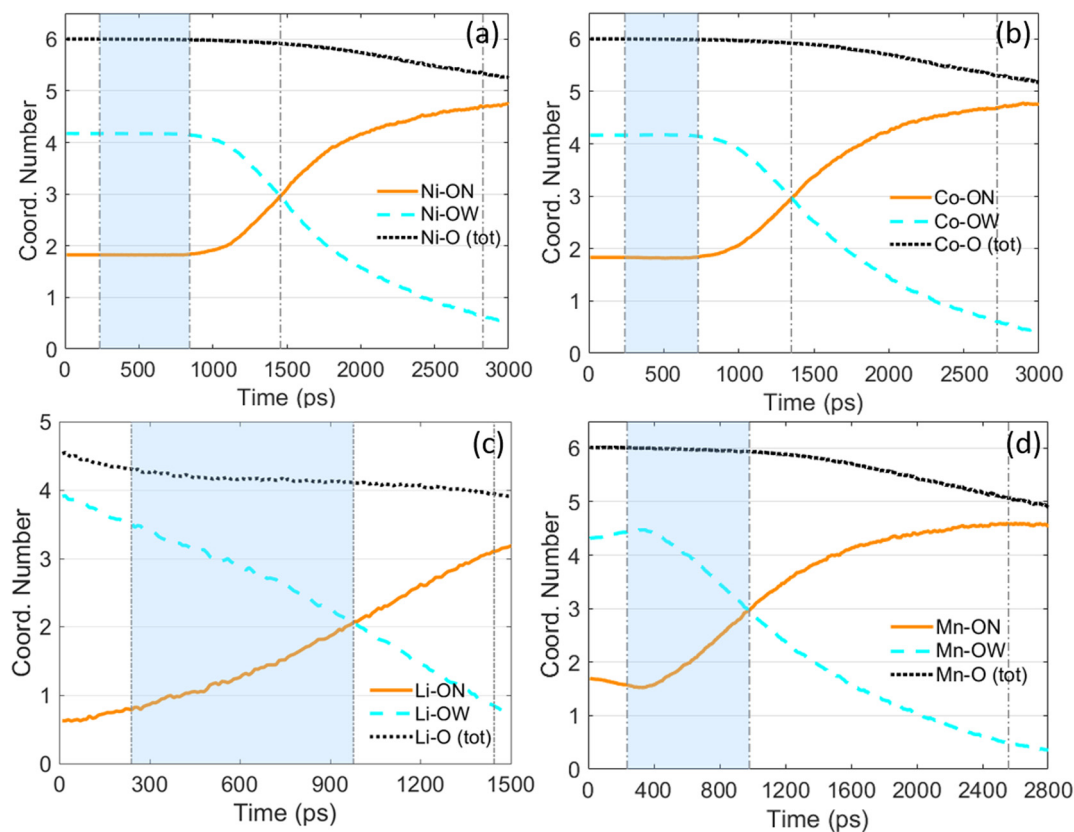 (a)
Coord. Number
6
5
4
3
2
1
0
Ni-ON
Ni-OW
Ni-O (tot)
0 500 1000 1500 2000 2500 3000
Time (ps)
(b)
Coord. Number
6
5
4
3
2
1
0
Co-ON
Co-OW
Co-O (tot)
0 500 1000 1500 2000 2500 3000
Time (ps)
(c)
Coord. Number
5
4
3
2
1
0
Li-ON
Li-OW
Li-O (tot)
0 300 600 900 1200 1500
Time (ps)
(d)
Coord. Number
6
5
4
3
2
1
0
Mn-ON
Mn-OW
Mn-O (tot)
0 400 800 1200 1600 2000 2400 2800
Time (ps)